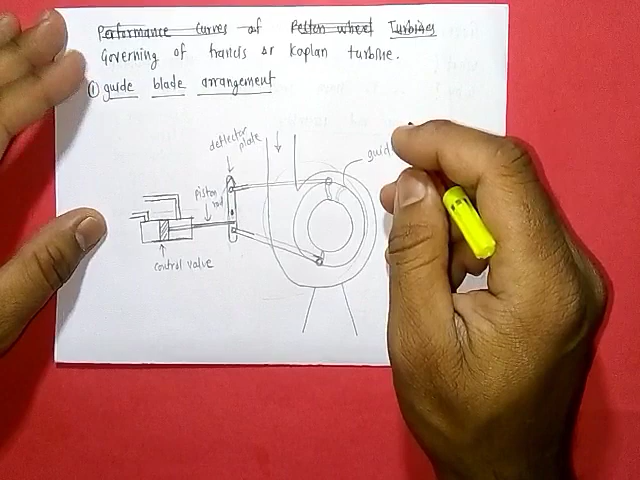 Performance Curves of Pelton wheel Turbines
Governing of francis or Kaplan turbine.
① guide blade arrangement
deflector
plate
guid
piston
rod
control valve